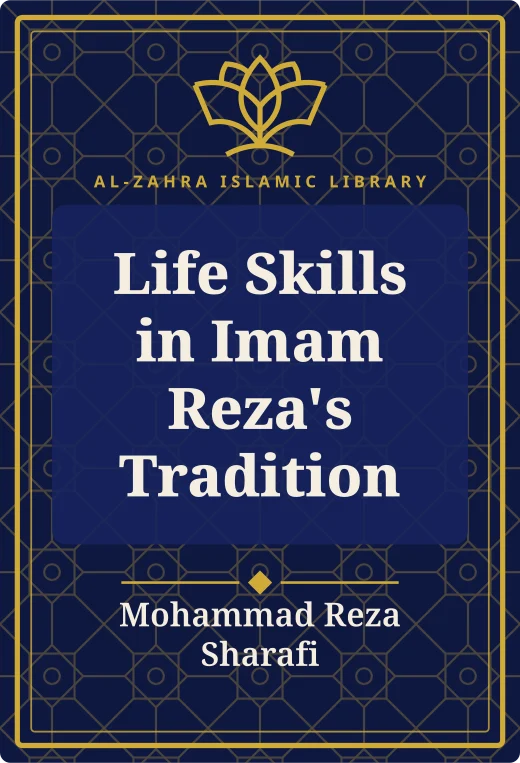 AL-ZAHRA ISLAMIC LIBRARY
Life Skills
in Imam
Reza's
Tradition
Mohammad Reza
Sharafi